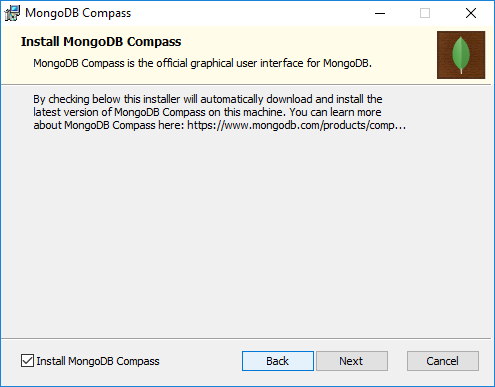 MongoDB Compass
Install MongoDB Compass
MongoDB Compass is the official graphical user interface for MongoDB.
By checking below this installer will automatically download and install the
latest version of MongoDB Compass on this machine. You can learn more
about MongoDB Compass here: https://www.mongodb.com/products/comp...
Install MongoDB Compass
Back
Next
Cancel